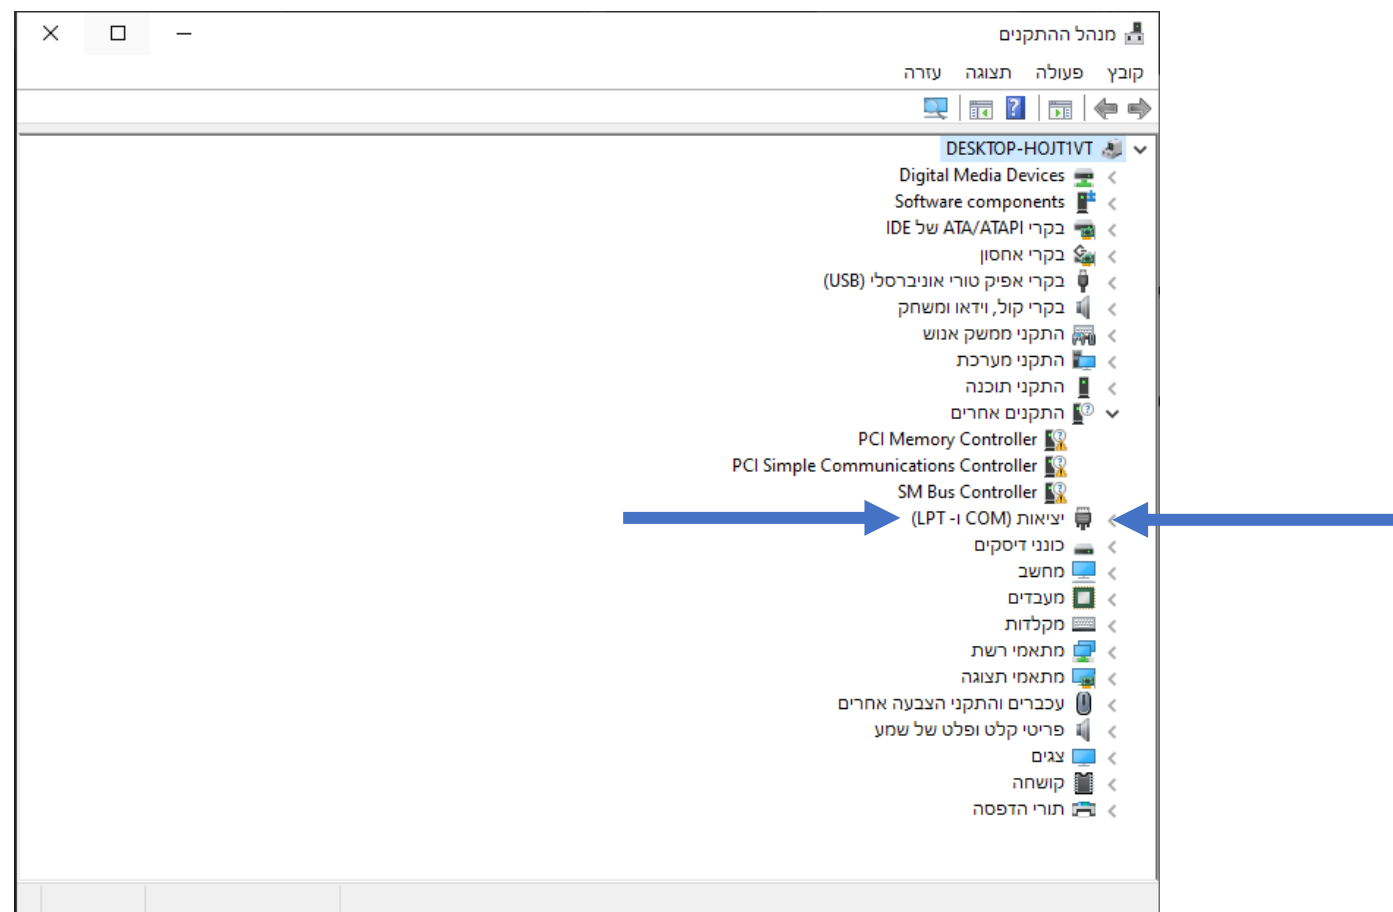 מנהל ההתקנים
קובץ פעולה תצוגה עזרה
DESKTOP-HOJT1VT
Digital Media Devices
Software components
בקרי ATA/ATAPI של IDE
בקרי אחסון
בקרי אפיק טורי אוניברסלי (USB)
בקרי קול, וידאו ומשחק
התקני ממשק אנוש
התקני מערכת
התקני תוכנה
התקנים אחרים
PCI Memory Controller
PCI Simple Communications Controller
SM Bus Controller
יציאות (COM ו- LPT)
כונני דיסקים
מחשב
מעבדים
מקלדות
מתאמי רשת
מתאמי תצוגה
עכברים והתקני הצבעה אחרים
פריטי קלט ופלט של שמע
צגים
קושחה
תורי הדפסה